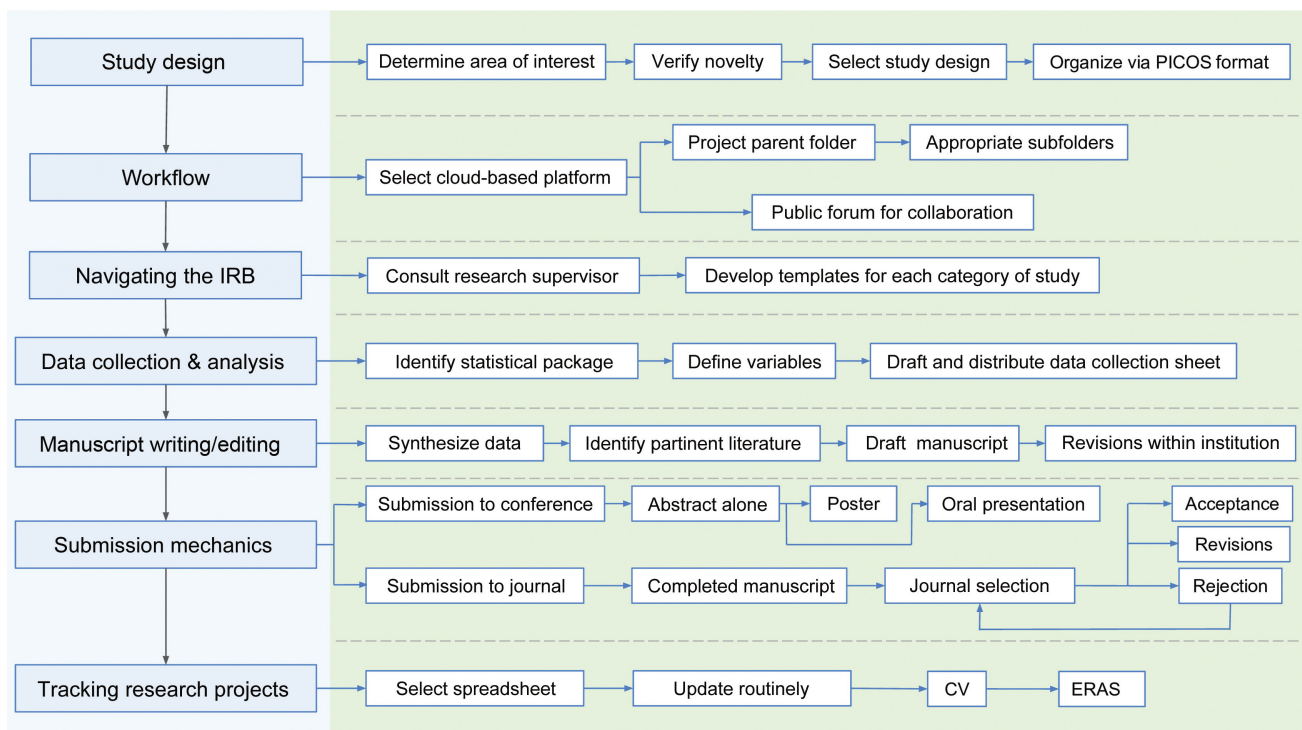 Study design
Determine area of interest
Verify novelty
Select study design
Organize via PICOS format
Workflow
Select cloud-based platform
Project parent folder
Appropriate subfolders
Public forum for collaboration
Navigating the IRB
Consult research supervisor
Develop templates for each category of study
Data collection & analysis
Identify statistical package
Define variables
Draft and distribute data collection sheet
Manuscript writing/editing
Synthesize data
Identify partinent literature
Draft manuscript
Revisions within institution
Submission mechanics
Submission to conference
Abstract alone
Poster
Oral presentation
Submission to journal
Completed manuscript
Journal selection
Acceptance
Revisions
Rejection
Tracking research projects
Select spreadsheet
Update routinely
CV
ERAS